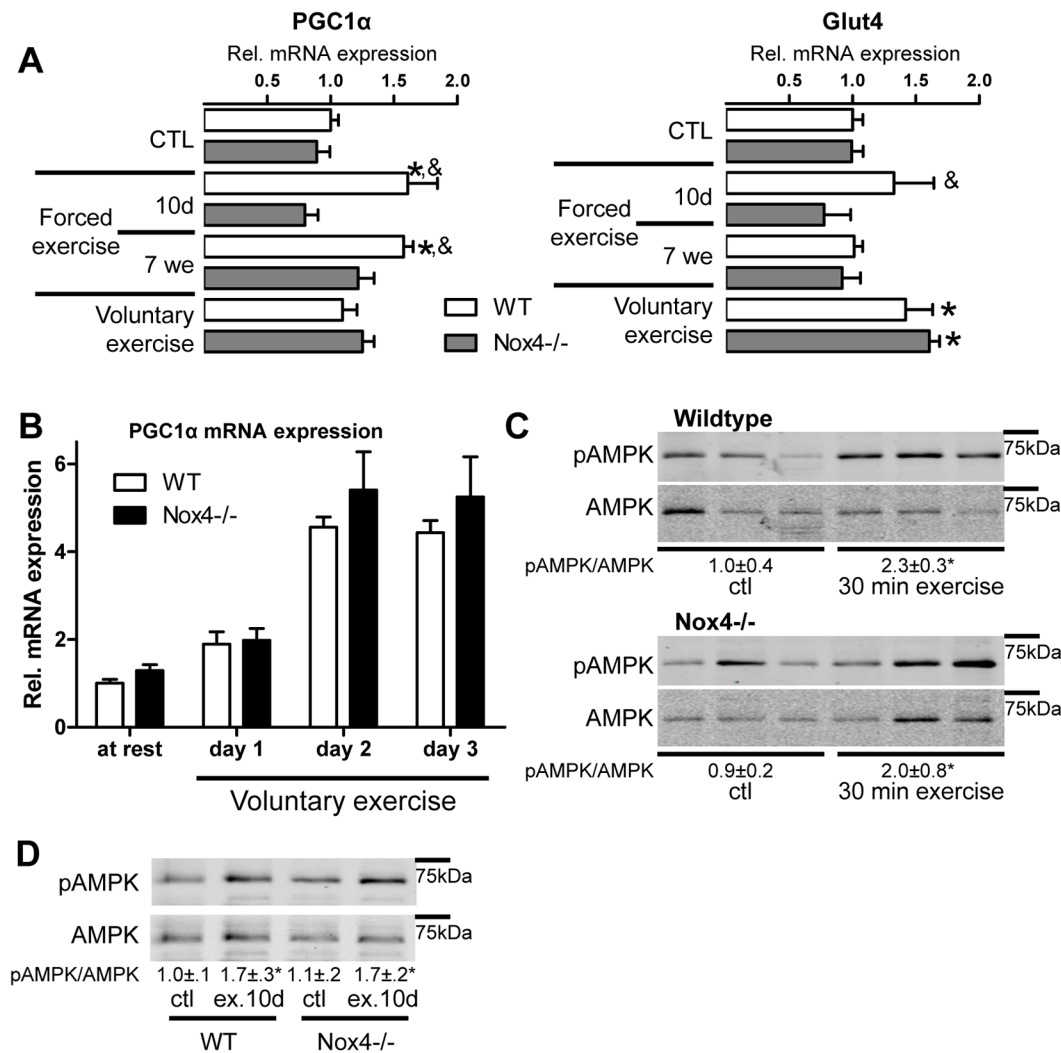 PGC1α
Glut4
A
Rel. mRNA expression
Rel. mRNA expression
0.5 1.0 1.5 2.0
0.5 1.0 1.5 2.0
CTL
CTL
*,&
&
10d
10d
Forced
exercise
Forced
exercise
*,&
7 we
7 we
Voluntary
exercise
WT
Nox4-/-
Voluntary
exercise
*
*
B
PGC1α mRNA expression
WT
Nox4-/-
Rel. mRNA expression
6
4
2
0
at rest day 1 day 2 day 3
Voluntary exercise
C
Wildtype
pAMPK
75kDa
AMPK
75kDa
pAMPK/AMPK 1.0±0.4 2.3±0.3*
ctl 30 min exercise
Nox4-/-
pAMPK
75kDa
AMPK
75kDa
pAMPK/AMPK 0.9±0.2 2.0±0.8*
ctl 30 min exercise
D
pAMPK
75kDa
AMPK
75kDa
pAMPK/AMPK 1.0±.1 1.7±.3* 1.1±.2 1.7±.2*
ctl ex.10d ctl ex.10d
WT Nox4-/-